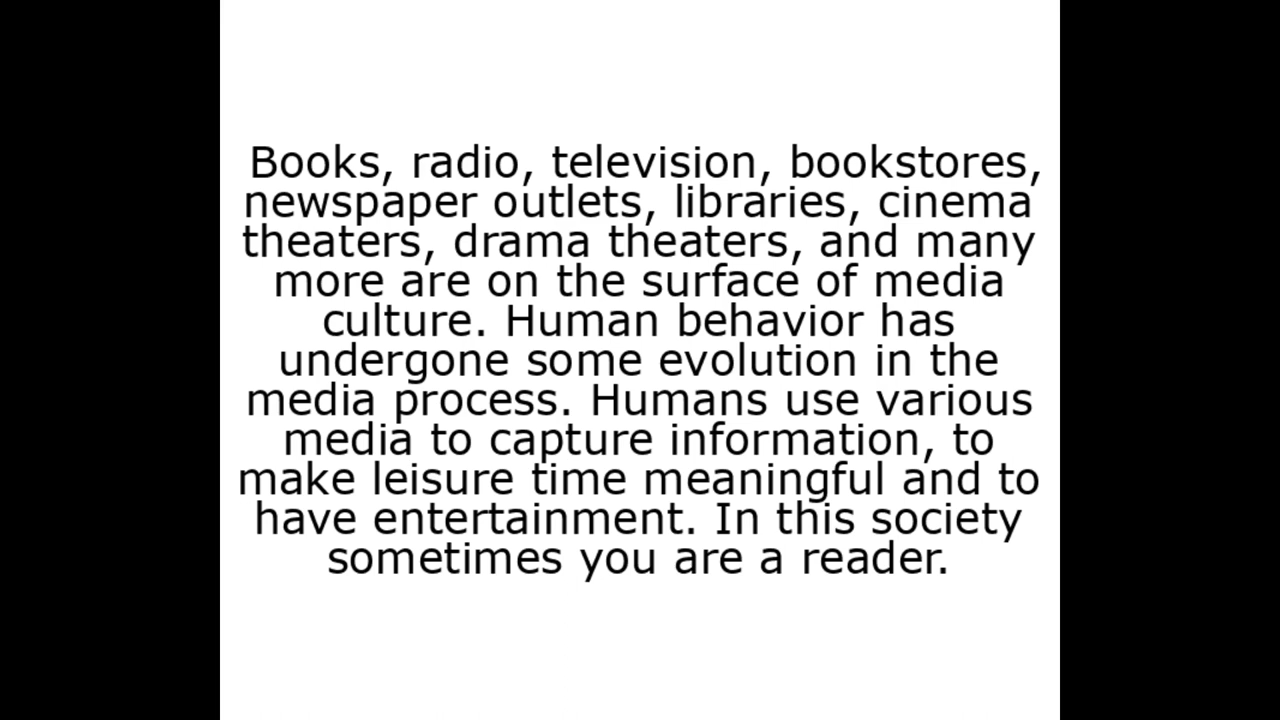 Books, radio, television, bookstores,
newspaper outlets, libraries, cinema
theaters, drama theaters, and many
more are on the surface of media
culture. Human behavior has
undergone some evolution in the
media process. Humans use various
media to capture information, to
make leisure time meaningful and to
have entertainment. In this society
sometimes you are a reader.